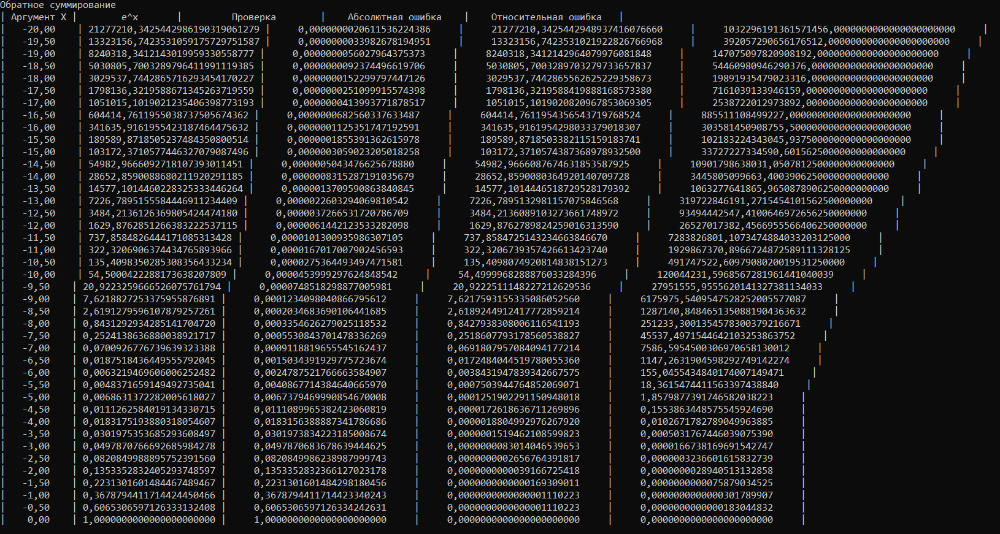 Обратное суммирование
| Аргумент X |        e^x          |         Проверка        |    Абсолютная ошибка    |    Относительная ошибка   |
|   -20,00    | 21277210,3425442986190319061279 |     0,0000000020611536224386     |     21277210,3425442948937416076660     |     1032296191361571456,0000000000000000000000     |
|   -19,50    | 13323156,7423531059175729751587 |     0,0000000033982678194951     |     13323156,7423531021922826766968     |     392057290656176512,0000000000000000000000     |
|   -19,00    | 8240318,3412143019959330558777 |     0,0000000056027964375373     |     8240318,3412142964079976081848     |     147075097820908192,0000000000000000000000     |
|   -18,50    | 5030805,7003289796411991119385 |     0,0000000092374496619706     |     5030805,7003289703279733657837     |     54460980946290376,0000000000000000000000     |
|   -18,00    | 3029537,7442865716293454170227 |     0,0000000152299797447126     |     3029537,7442865562625229358673     |     19891935479023316,0000000000000000000000     |
|   -17,50    | 1798136,3219588671345263719559 |     0,0000000251099915574398     |     1798136,3219588419888168573380     |     7161039133946159,0000000000000000000000     |
|   -17,00    | 1051015,1019021235406398773193 |     0,0000000413993771878517     |     1051015,1019020820967853069305     |     2538722012973892,0000000000000000000000     |
|   -16,50    | 604414,7611955038737505674362 |     0,0000000682560337633487     |     604414,7611954356543719768524     |     885511108499227,0000000000000000000000     |
|   -16,00    | 341635,9161955423187464475632 |     0,0000001125351747192591     |     341635,9161954298033379018307     |     303581450908755,5000000000000000000000     |
|   -15,50    | 189589,8718505237484350800514 |     0,0000001855391362615978     |     189589,8718503382115159183741     |     102183224343045,9375000000000000000000     |
|   -15,00    | 103172,3710577446327079087496 |     0,0000003059023205018258     |     103172,3710574387368978932500     |     337272273​34590,6015625000000000000000     |
|   -14,50    | 54982,9666092718107393011451 |     0,0000005043476625678880     |     54982,9666087674631853587925     |     10901798638031,0507812500000000000000     |
|   -14,00    | 28652,8590088680211920291185 |     0,0000008315287191035679     |     28652,8590080364920140709728     |     3445805099663,4003906250000000000000     |
|   -13,50    | 14577,1014460228325333446264 |     0,0000013709590863840845     |     14577,1014446518729528179392     |     1063277641865,9650878906250000000000     |
|   -13,00    | 7226,7895155584446911234409 |     0,0000022603294069810542     |     7226,7895132981157075846568     |     319722846191,2715454101562500000000     |
|   -12,50    | 3484,2136126369805424474180 |     0,0000037266531720786709     |     3484,2136089103273661748972     |     93494442547,4100646972656250000000     |
|   -12,00    | 1629,8762851266383222537115 |     0,0000061442123533282098     |     1629,8762789824259016313590     |     26527017382,4566955566406250000000     |
|   -11,50    | 737,8584826444171085313428 |     0,0000101300935986307105     |     737,8584725143234663846670     |     7283826801,1073474884033203125000     |
|   -11,00    | 322,3206906374434765893966 |     0,0000167017007902456593     |     322,3206739357426613423740     |     1929867370,8966724872589111328125     |
|   -10,50    | 135,4098350285308356433234 |     0,0000275364493497471581     |     135,4098074920814838151273     |     491747522,6097908020019531250000     |
|   -10,00    | 54,5000422288173638207809 |     0,0000453999297624848542     |     54,4999968288876033284396     |     120044231,5968567281961441040039     |
|   -9,50    | 20,9223259666526075761794 |     0,0000748518298877005981     |     20,9222511148227212629536     |     27951555,9555620141327381134033     |
|   -9,00    | 7,6218827253375955876891 |     0,0001234098040866795612     |     7,6217593155335086052560     |     6175975,5409547528252005577087     |
|   -8,50    | 2,6191279596107879257261 |     0,0002034683690106441685     |     2,6189244912417772859214     |     1287140,8484651350881904363632     |
|   -8,00    | 0,8431292934285141704720 |     0,0003354626279025118532     |     0,8427938308006116541193     |     251233,3001354578300379216671     |
|   -7,50    | 0,2524138636880038921717 |     0,0005530843701478336269     |     0,2518607793178560538827     |     45537,4971544642103253863752     |
|   -7,00    | 0,0700926776739639323388 |     0,0009118819655545162437     |     0,0691807957084094177214     |     7586,5954500306970658130012     |
|   -6,50    | 0,0187518436449555792045 |     0,0015034391929775723674     |     0,0172484044519780055360     |     1147,2631904598292749142274     |
|   -6,00    | 0,0063219469606006252482 |     0,0024787521766663584907     |     0,0038431947839342667575     |     155,0455434840174007149471     |
|   -5,50    | 0,0048371659149492735041 |     0,0040867714384640665970     |     0,0007503944764852069071     |     18,3615474411563397438840     |
|   -5,00    | 0,0068631372282005618027 |     0,0067379469990854670008     |     0,0001251902291150948018     |     1,8579877391746582038223     |
|   -4,50    | 0,0111262584019134330715 |     0,0111089965382423060819     |     0,0000172618636711269896     |     0,1553863448575545924690     |
|   -4,00    | 0,0183175193880318054607 |     0,0183156388887341786686     |     0,0000018804992976267920     |     0,0102671782789049963885     |
|   -3,50    | 0,0301975353685293608497 |     0,0301973834223185008674     |     0,0000001519462108599823     |     0,0005031767446039075390     |
|   -3,00    | 0,0497870766692685984278 |     0,0497870683678639444625     |     0,0000000083014046539653     |     0,0000166738169691542747     |
|   -2,50    | 0,0820849988895752391560 |     0,0820849986238987999743     |     0,0000000002656764391817     |     0,0000003236601615832739     |
|   -2,00    | 0,1353352832405293748597 |     0,1353352832366127023178     |     0,0000000000039166725418     |     0,0000000028940513132858     |
|   -1,50    | 0,2231301601484467489467 |     0,2231301601484298180456     |     0,0000000000000169309011     |     0,0000000000075879034525     |
|   -1,00    | 0,3678794411714424450466 |     0,3678794411714423340243     |     0,0000000000000001110223     |     0,0000000000000301789907     |
|   -0,50    | 0,6065306597126333132408 |     0,6065306597126334242631     |     0,0000000000000001110223     |     0,0000000000000183044832     |
|    0,00    | 1,0000000000000000000000 |     1,0000000000000000000000     |     0,0000000000000000000000     |     0,0000000000000000000000     |